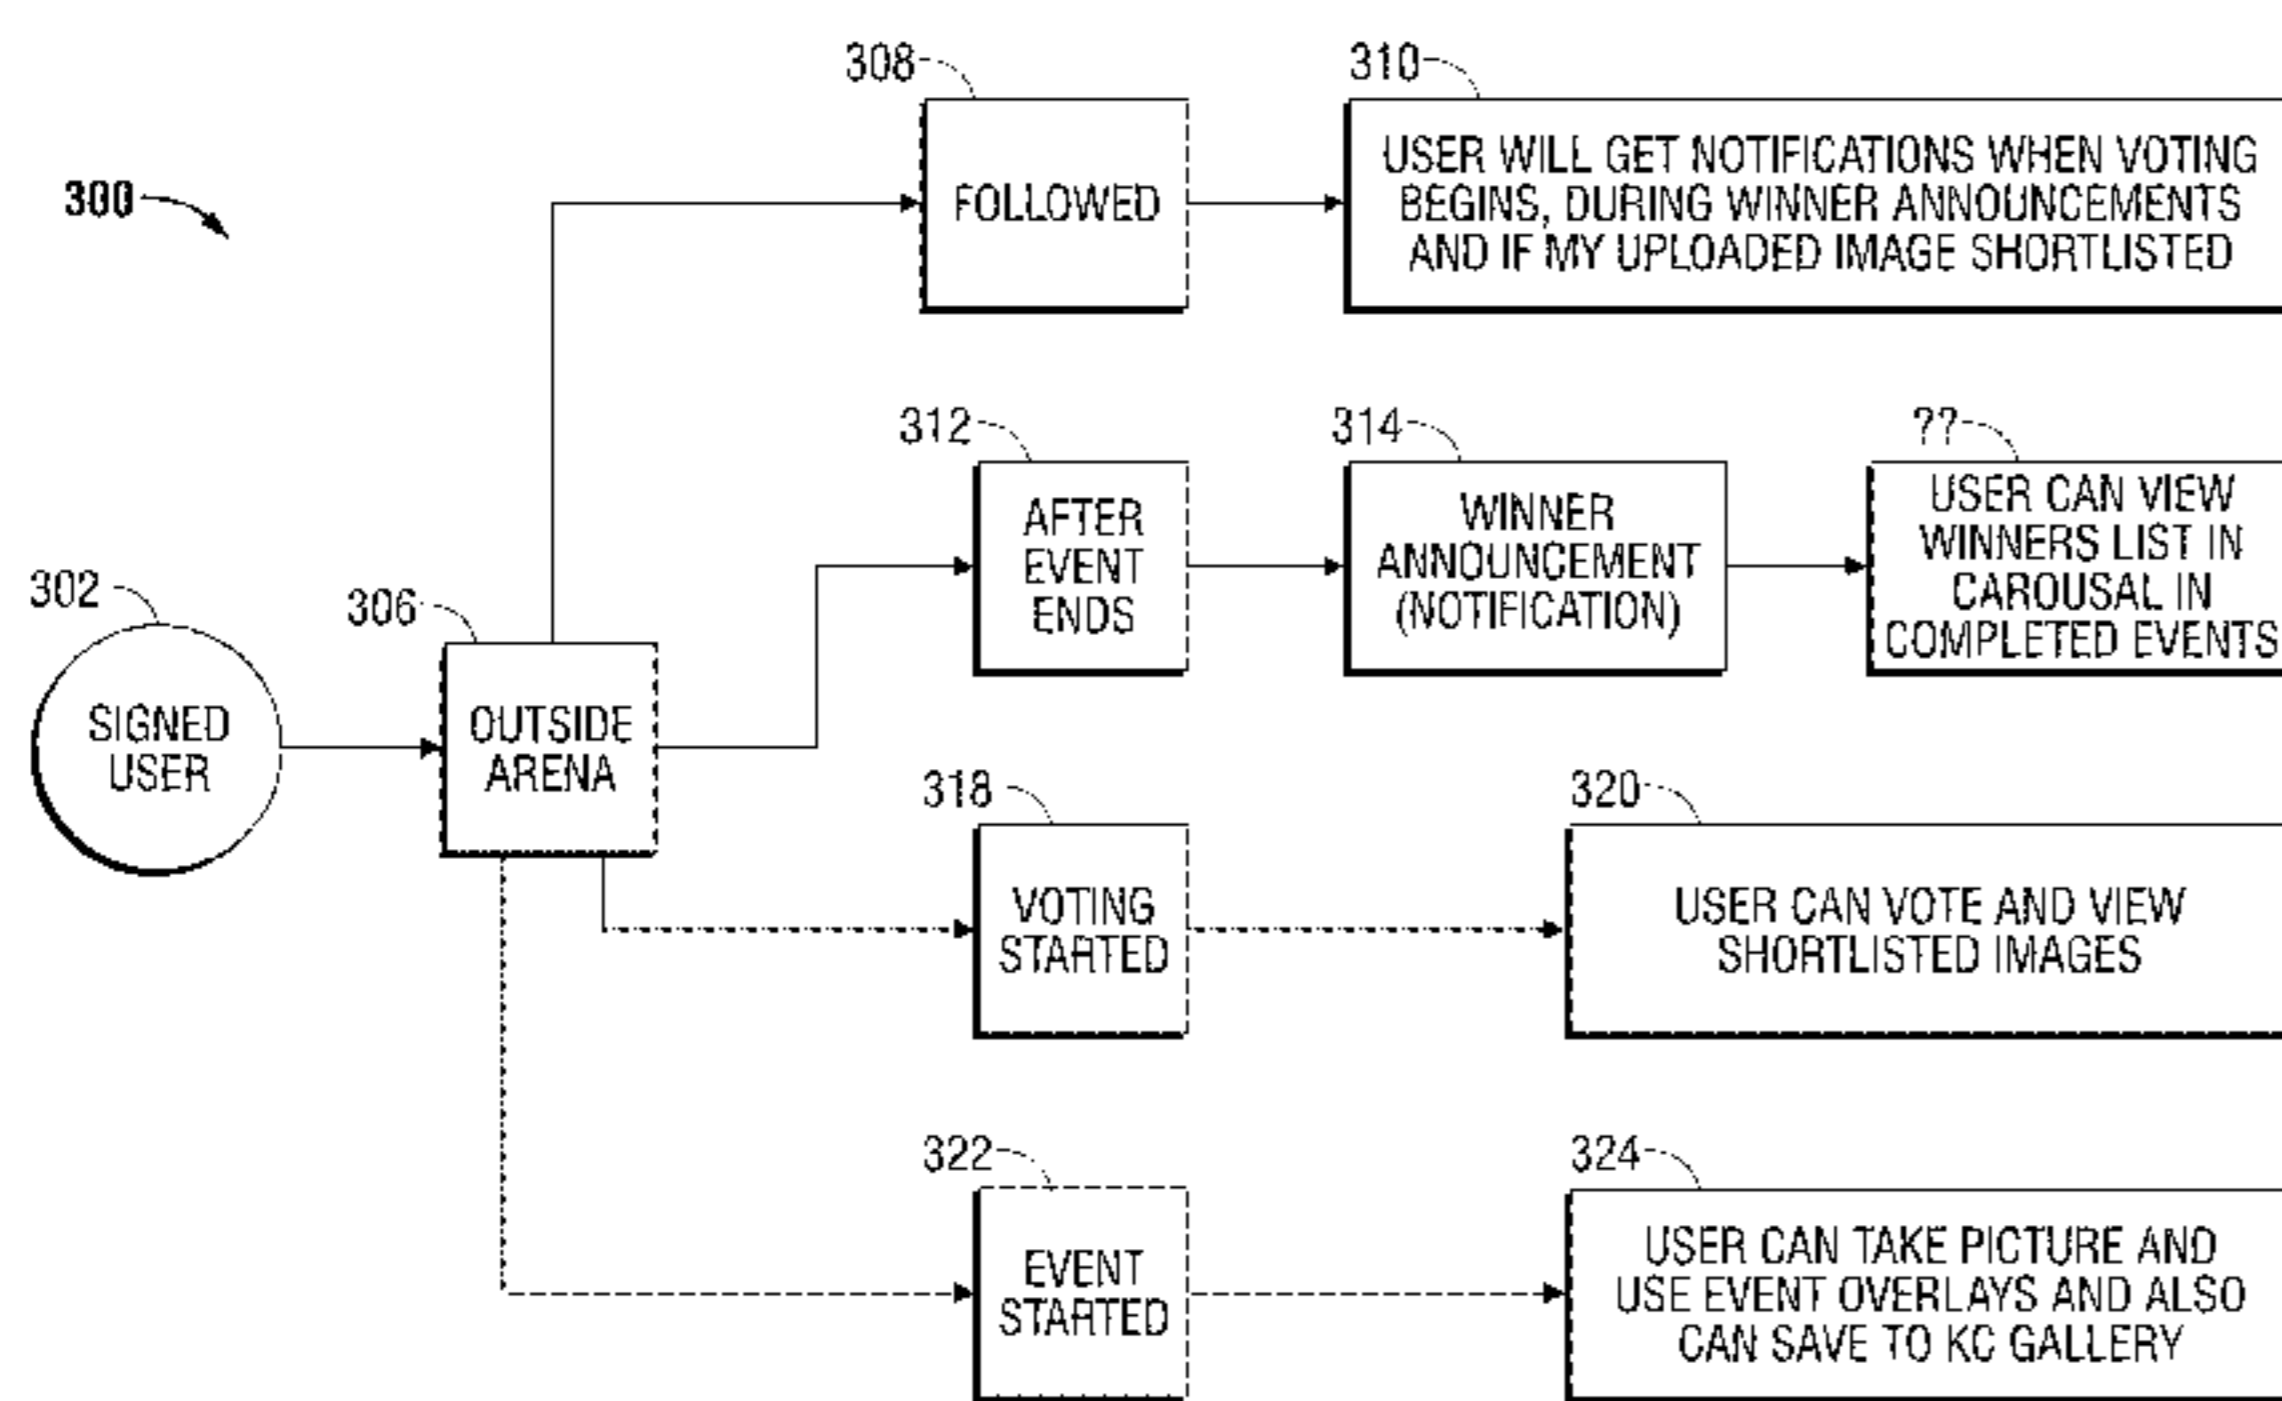 308
310
300
FOLLOWED
USER WILL GET NOTIFICATIONS WHEN VOTING
BEGINS, DURING WINNER ANNOUNCEMENTS
AND IF MY UPLOADED IMAGE SHORTLISTED
312
314
??
AFTER
EVENT
ENDS
WINNER
ANNOUNCEMENT
(NOTIFICATION)
USER CAN VIEW
WINNERS LIST IN
CAROUSAL IN
COMPLETED EVENTS
302
306
SIGNED
USER
OUTSIDE
ARENA
318
320
VOTING
STARTED
USER CAN VOTE AND VIEW
SHORTLISTED IMAGES
322
324
EVENT
STARTED
USER CAN TAKE PICTURE AND
USE EVENT OVERLAYS AND ALSO
CAN SAVE TO KC GALLERY